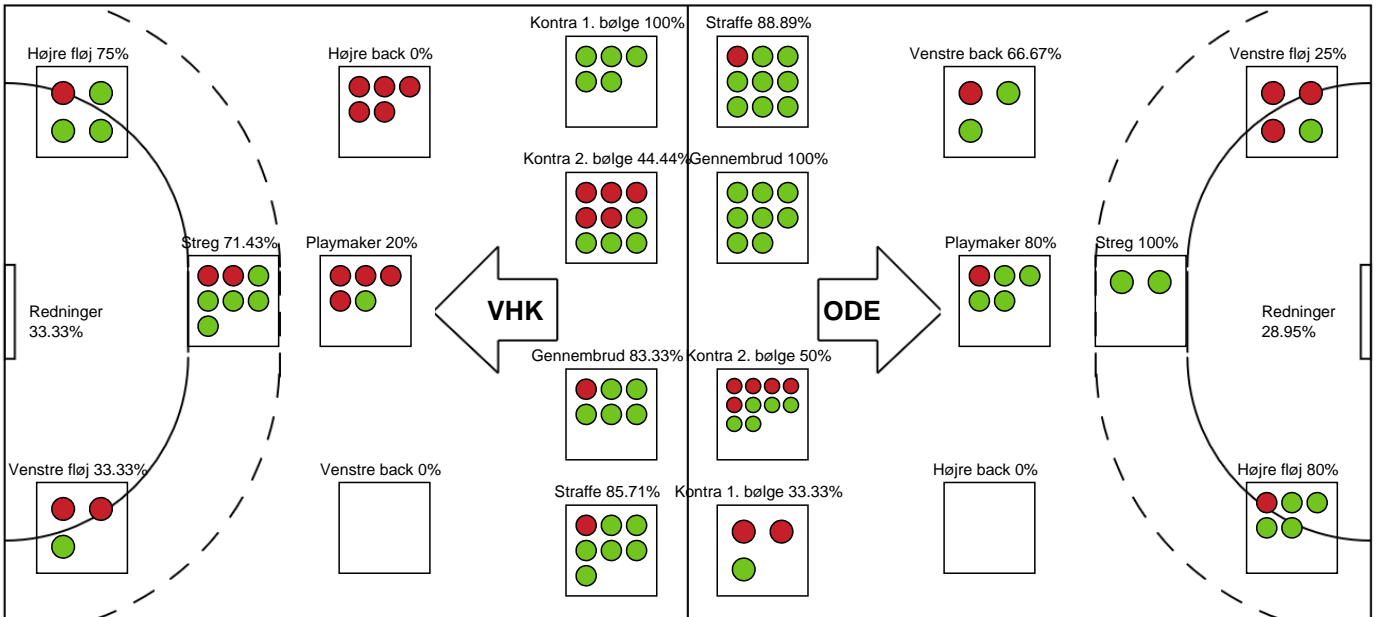 Kontra 1. bølge 100%
Straffe 88.89%
Højre fløj 75%
Højre back 0%
Venstre back 66.67%
Venstre fløj 25%
Kontra 2. bølge 44.44%
Gennembrud 100%
Streg 71.43%
Playmaker 20%
Playmaker 80%
Streg 100%
Redninger
33.33%
VHK
ODE
Redninger
28.95%
Gennembrud 83.33%
Kontra 2. bølge 50%
Venstre fløj 33.33%
Venstre back 0%
Højre back 0%
Højre fløj 80%
Straffe 85.71%
Kontra 1. bølge 33.33%